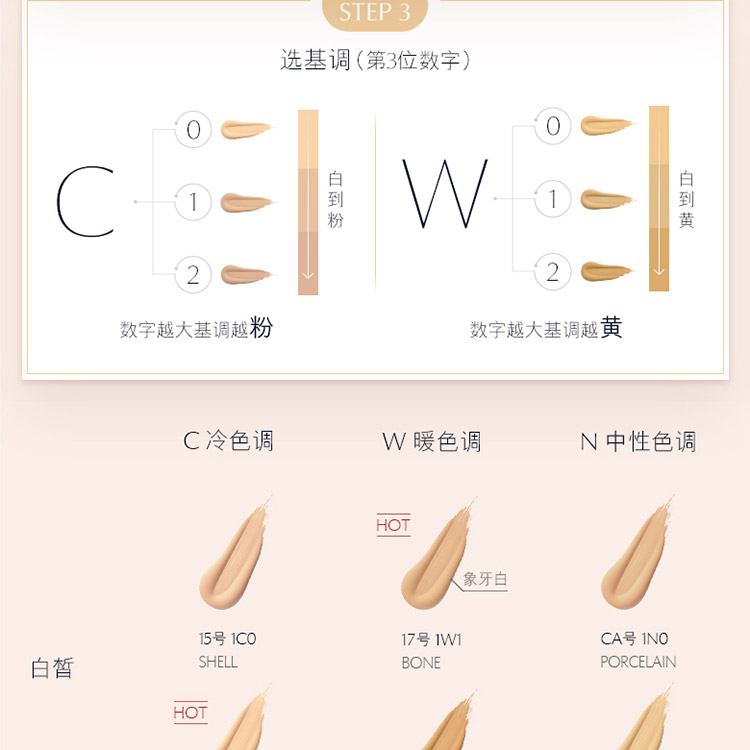 STEP 3
选基调(第3位数字)
C
0
1
2
白到粉
数字越大基调越粉
W
0
1
2
白到黄
数字越大基调越黄
C 冷色调
W 暖色调
N 中性色调
HOT
象牙白
15号 1C0
SHELL
17号 1W1
BONE
CA号 1N0
PORCELAIN
白皙
HOT